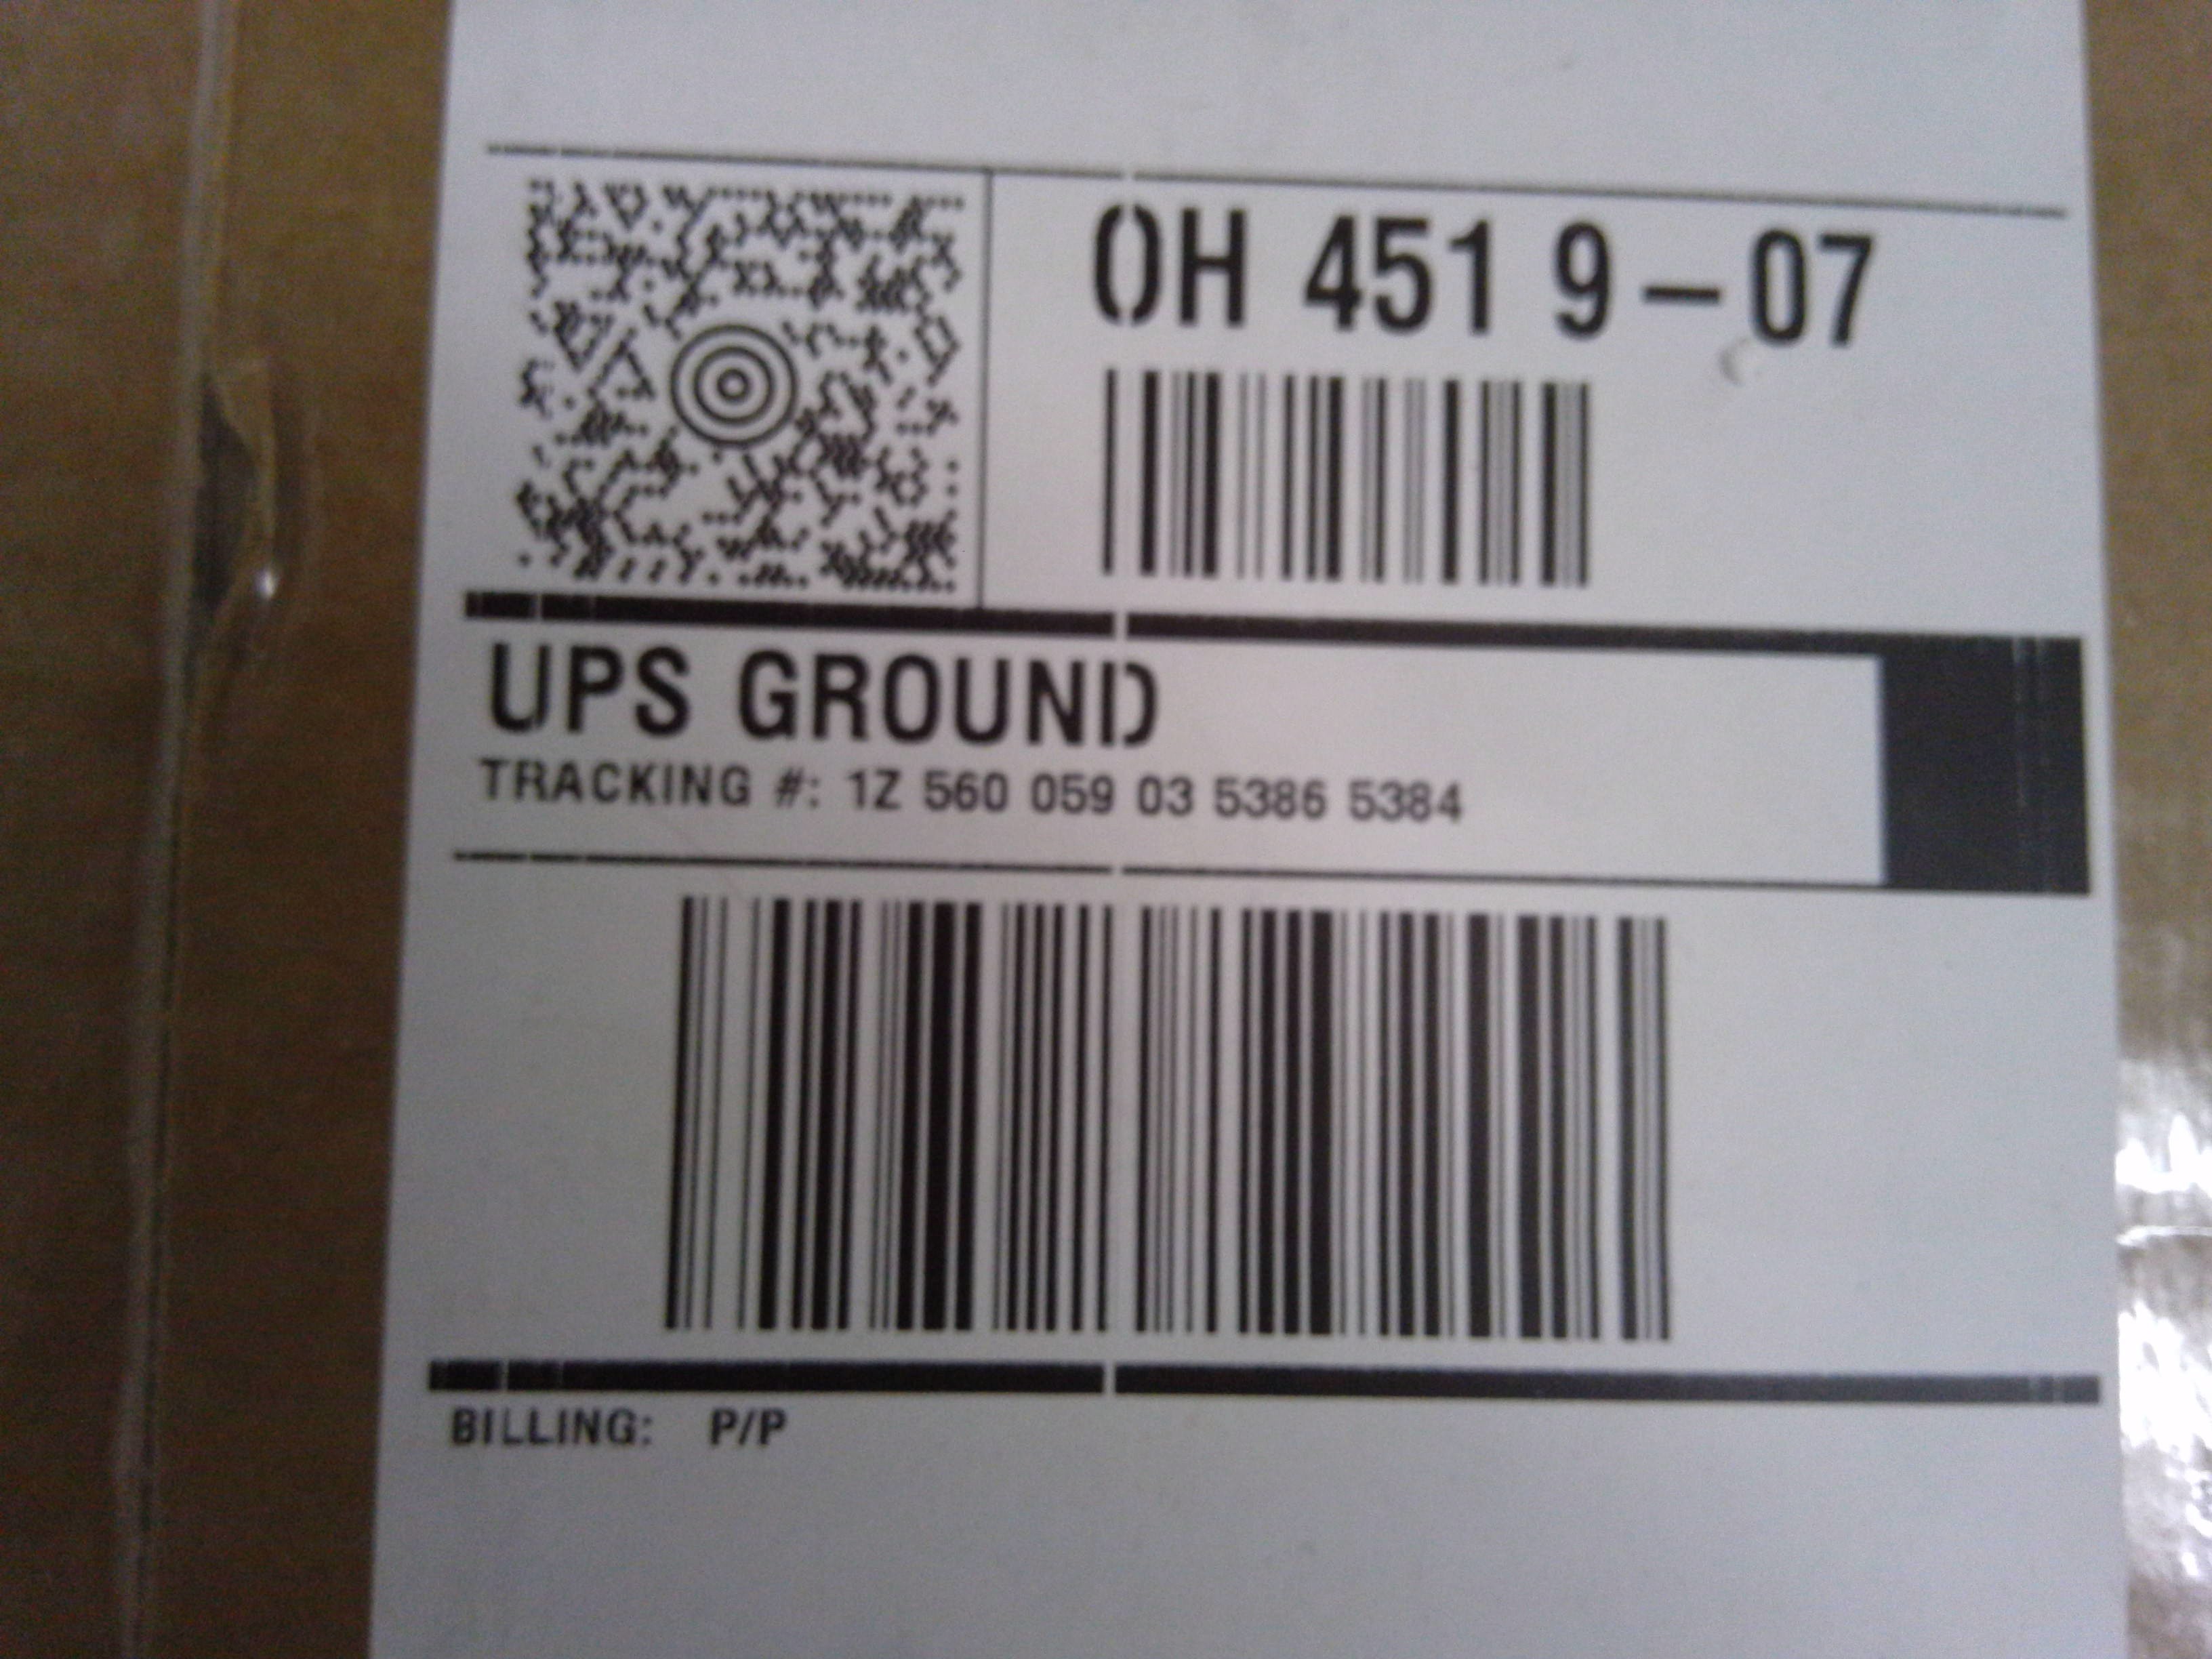 OH 451 9-07
UPS GROUND
TRACKING #: 1Z 560 059 03 5386 5384
BILLING: P/P